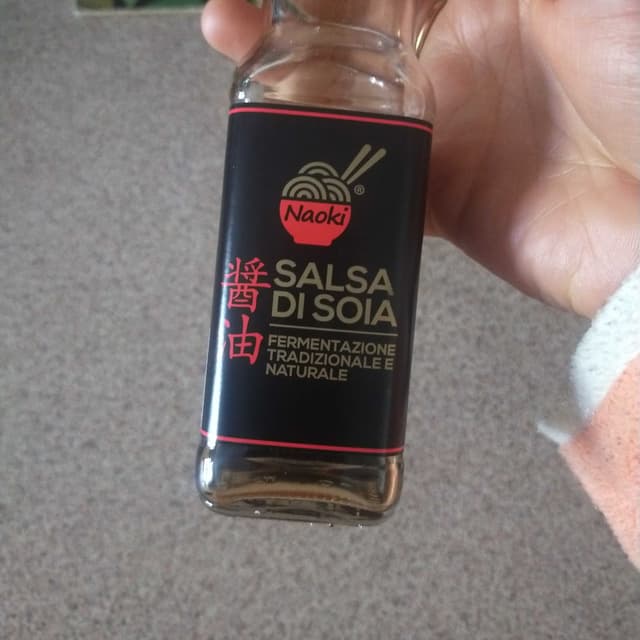 Naoki
®
醤油
SALSA
DI SOIA
FERMENTAZIONE
TRADIZIONALE E
NATURALE